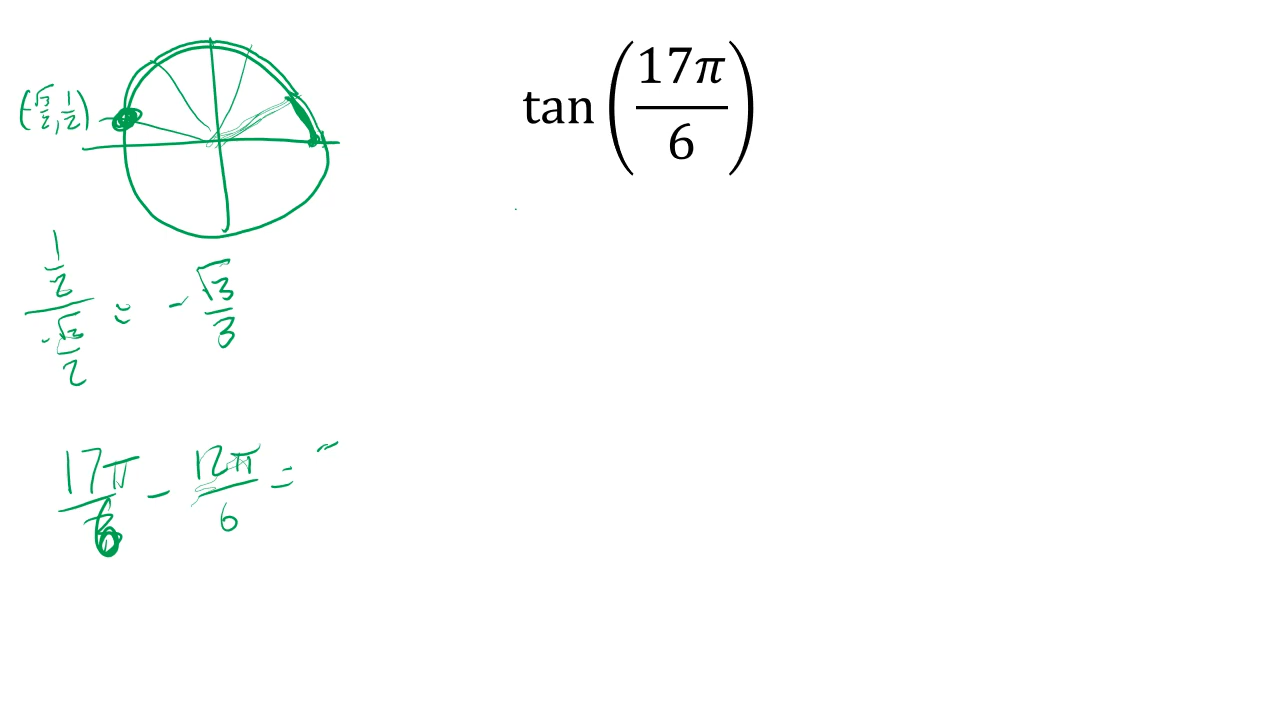 tan(17π/6)
(-√3/2, 1/2)
(1/2)/(-√3/2) = -√3/3
17π/6 - 12π/6 =